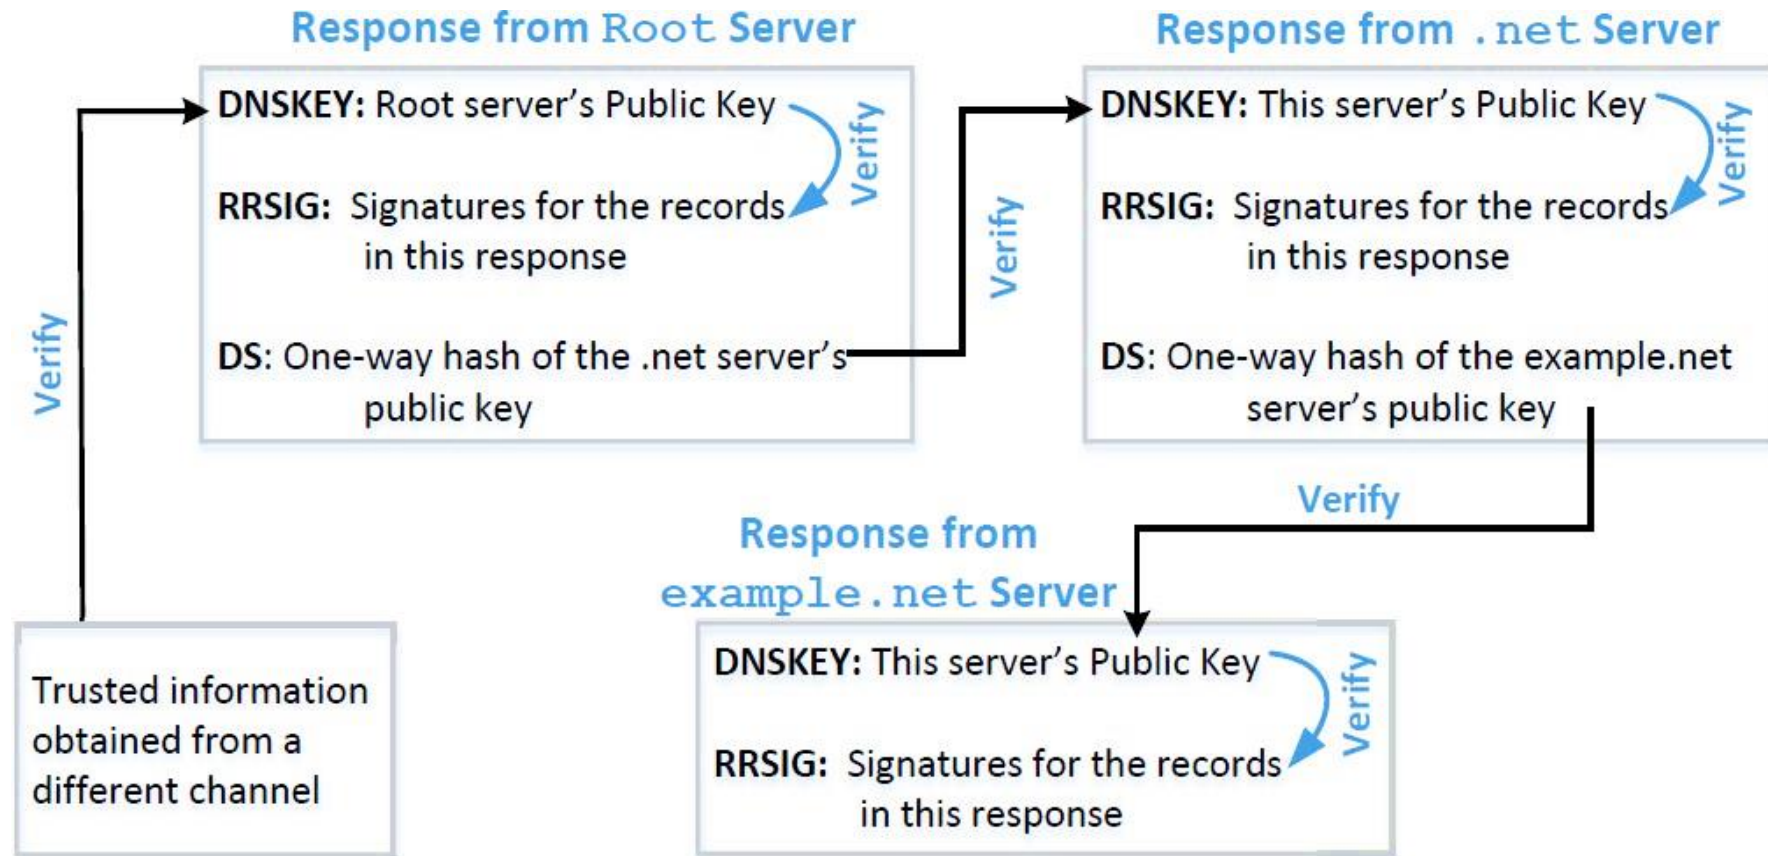 Response from Root Server
DNSKEY: Root server's Public Key
Verify
RRSIG: Signatures for the records
in this response
DS: One-way hash of the .net server's
public key
Verify
Verify
Response from .net Server
DNSKEY: This server's Public Key
Verify
RRSIG: Signatures for the records
in this response
DS: One-way hash of the example.net
server's public key
Verify
Response from
example.net Server
DNSKEY: This server's Public Key
Verify
RRSIG: Signatures for the records
in this response
Trusted information
obtained from a
different channel